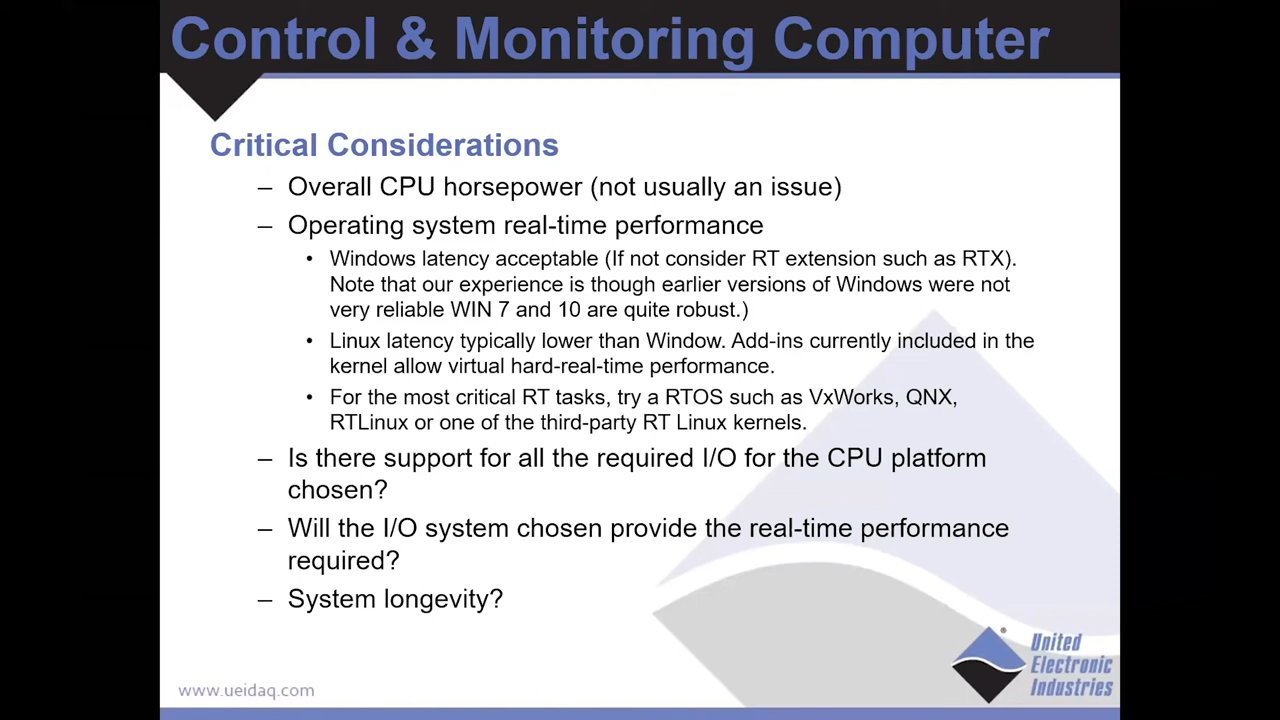 Control & Monitoring Computer
Critical Considerations
– Overall CPU horsepower (not usually an issue)
– Operating system real-time performance
• Windows latency acceptable (If not consider RT extension such as RTX).
Note that our experience is though earlier versions of Windows were not
very reliable WIN 7 and 10 are quite robust.)
• Linux latency typically lower than Window. Add-ins currently included in the
kernel allow virtual hard-real-time performance.
• For the most critical RT tasks, try a RTOS such as VxWorks, QNX,
RTLinux or one of the third-party RT Linux kernels.
– Is there support for all the required I/O for the CPU platform
chosen?
– Will the I/O system chosen provide the real-time performance
required?
– System longevity?
www.ueidaq.com
®
United
Electronic
Industries